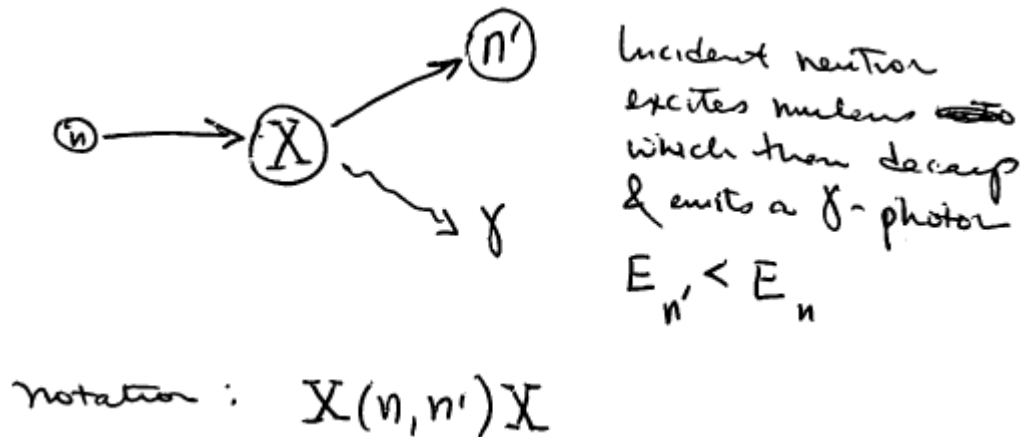 n
X
n'
γ
Incident neutron
excites nucleus
which then decays
& emits a γ-photon
E_n' < E_n
notation : X(n,n')X